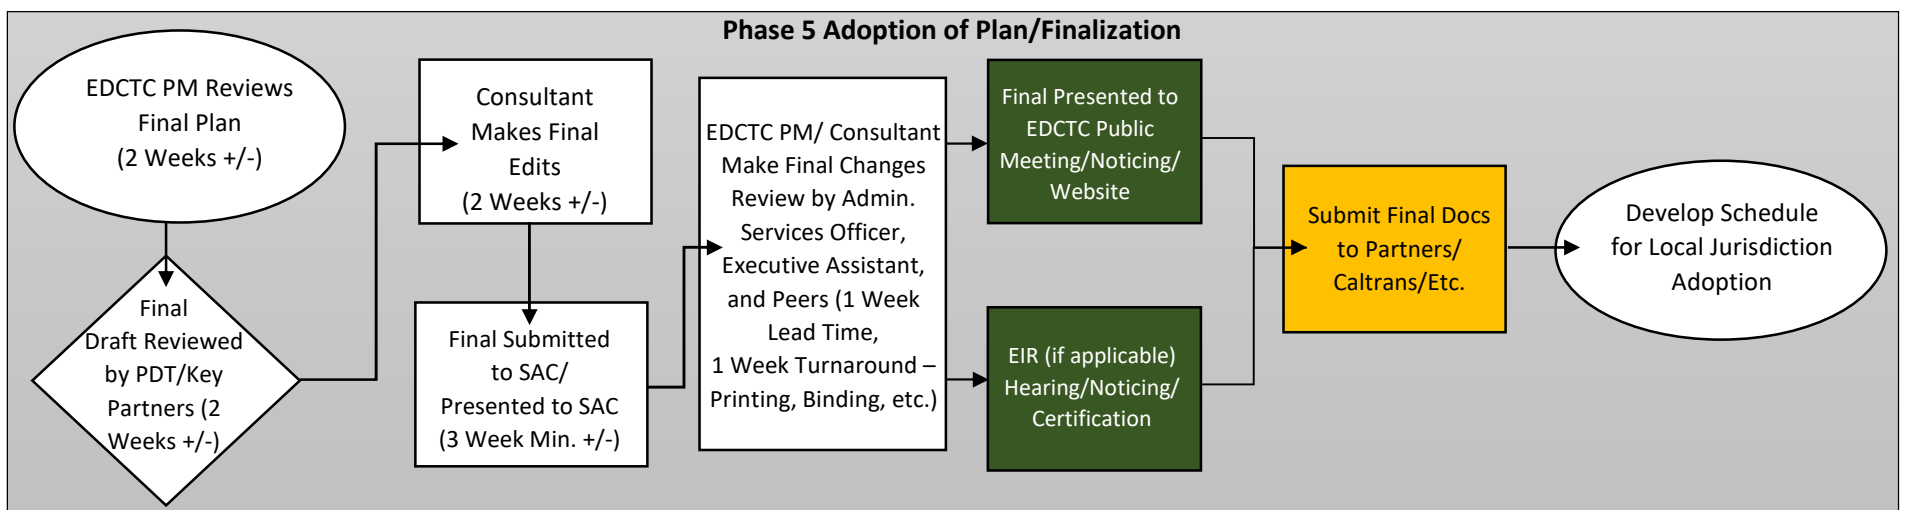 Phase 5 Adoption of Plan/Finalization
EDCTC PM Reviews
Final Plan
(2 Weeks +/-)
Final
Draft Reviewed
by PDT/Key
Partners (2
Weeks +/-)
Consultant
Makes Final
Edits
(2 Weeks +/-)
Final Submitted
to SAC/
Presented to SAC
(3 Week Min. +/-)
EDCTC PM/ Consultant
Make Final Changes
Review by Admin.
Services Officer,
Executive Assistant,
and Peers (1 Week
Lead Time,
1 Week Turnaround –
Printing, Binding, etc.)
Final Presented to
EDCTC Public
Meeting/Noticing/
Website
EIR (if applicable)
Hearing/Noticing/
Certification
Submit Final Docs
to Partners/
Caltrans/Etc.
Develop Schedule
for Local Jurisdiction
Adoption